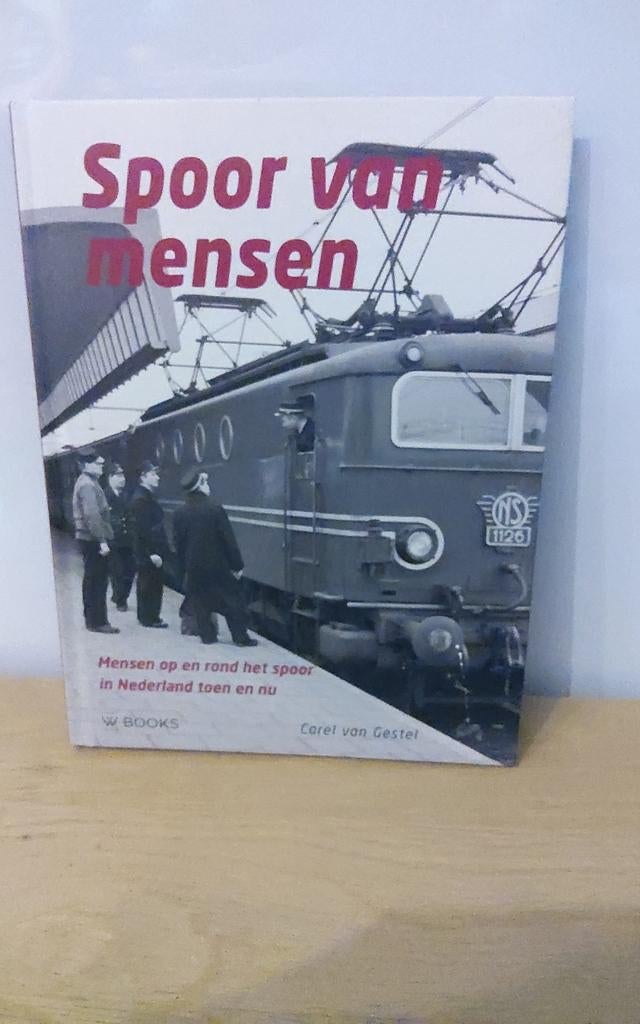 Spoor van
mensen
NS
1126
Mensen op en rond het spoor
in Nederland toen en nu
W BOOKS
Carel van Gestel